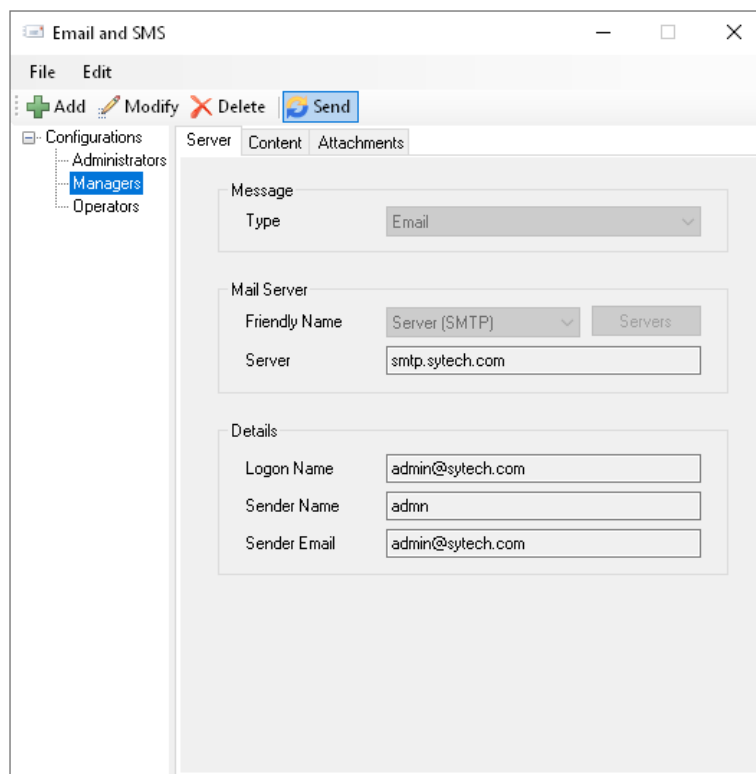 Email and SMS
File Edit
Add Modify Delete Send
Configurations
Administrators
Managers
Operators
Server Content Attachments
Message
Type Email
Mail Server
Friendly Name Server (SMTP) Servers
Server smtp.sytech.com
Details
Logon Name admin@sytech.com
Sender Name admn
Sender Email admin@sytech.com